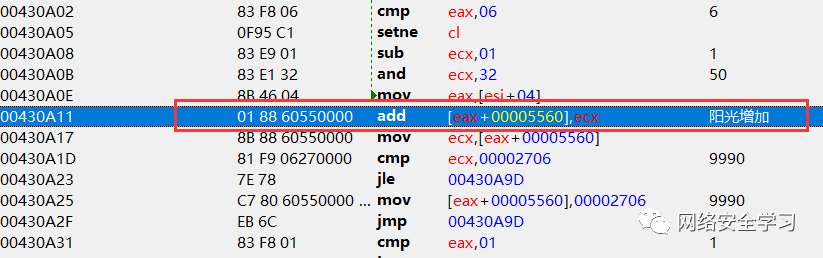 00430A02 83 F8 06 cmp eax,06 6
00430A05 0F95 C1 setne cl
00430A08 83 E9 01 sub ecx,01 1
00430A0B 83 E1 32 and ecx,32 50
00430A0E 8B 46 04 mov eax,[esi+04]
00430A11 01 88 60550000 add [eax+00005560],ecx 阳光增加
00430A17 8B 88 60550000 mov ecx,[eax+00005560]
00430A1D 81 F9 06270000 cmp ecx,00002706 9990
00430A23 7E 78 jle 00430A9D
00430A25 C7 80 60550000 ... mov [eax+00005560],00002706 9990
00430A2F EB 6C jmp 00430A9D
00430A31 83 F8 01 cmp eax,01 1
网络安全学习